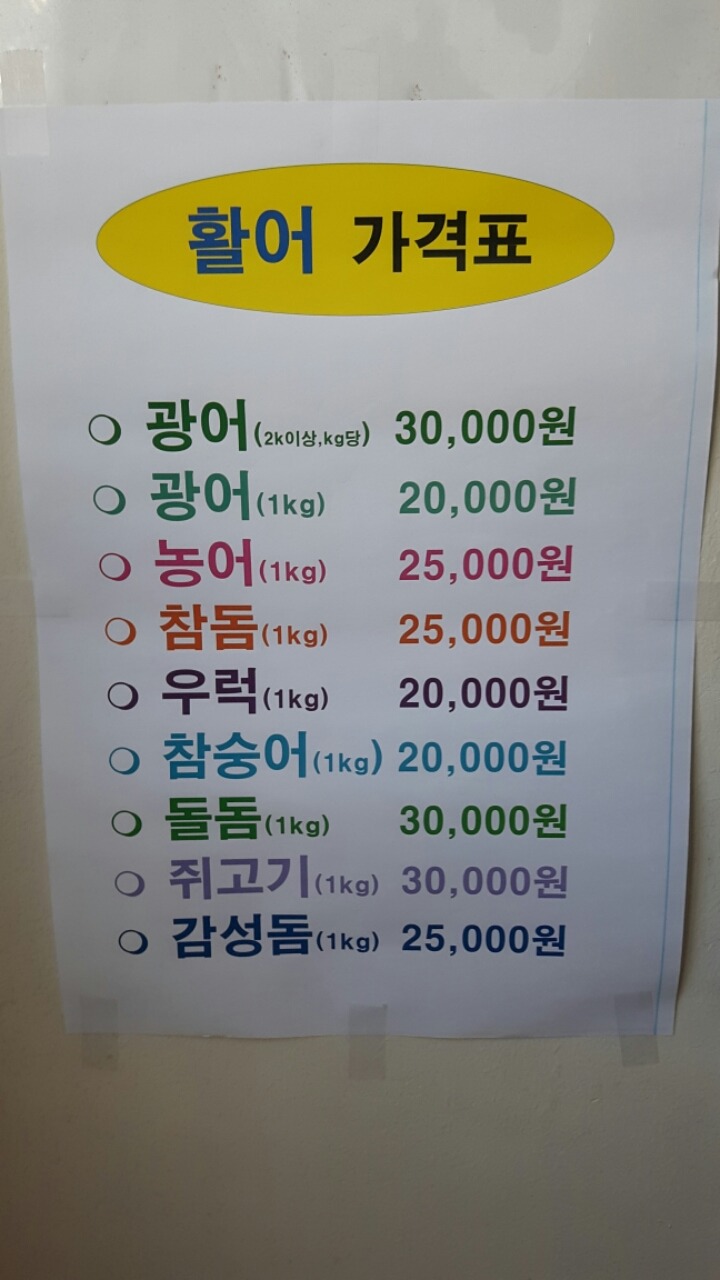 활어 가격표
❍ 광어(2k이상,kg당) 30,000원
❍ 광어(1kg) 20,000원
❍ 농어(1kg) 25,000원
❍ 참돔(1kg) 25,000원
❍ 우럭(1kg) 20,000원
❍ 참숭어(1kg) 20,000원
❍ 돌돔(1kg) 30,000원
❍ 쥐고기(1kg) 30,000원
❍ 감성돔(1kg) 25,000원